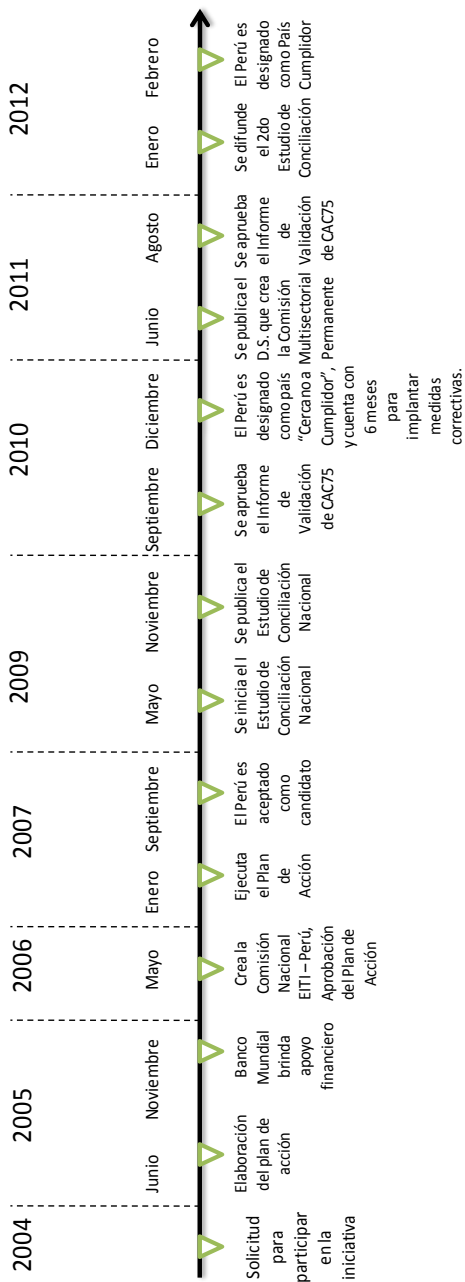 2004
2005
2006
2007
2009
2010
2011
2012
Junio
Noviembre
Mayo
Enero
Septiembre
Mayo
Noviembre
Septiembre
Diciembre
Junio
Agosto
Enero
Febrero
Solicitud
para
participar
en la
iniciativa
Elaboración
del plan de
acción
Banco
Mundial
brinda
apoyo
financiero
Crea la
Comisión
Nacional
EITI – Perú,
Aprobación
del Plan de
Acción
Ejecuta
el Plan
de
Acción
El Perú es
aceptado
como
candidato
Se inicia el I
Estudio de
Conciliación
Nacional
Se publica el
Estudio de
Conciliación
Nacional
Se aprueba
el Informe
de
Validación
de CAC75
El Perú es
designado
como país
“Cercano a
Cumplidor”,
y cuenta con
6 meses
para
implantar
medidas
correctivas.
Se publica el
D.S. que crea
la Comisión
Multisectorial
Permanente
Se aprueba
el Informe
de
Validación
de CAC75
Se difunde
el 2do
Estudio de
Conciliación
El Perú es
designado
como País
Cumplidor